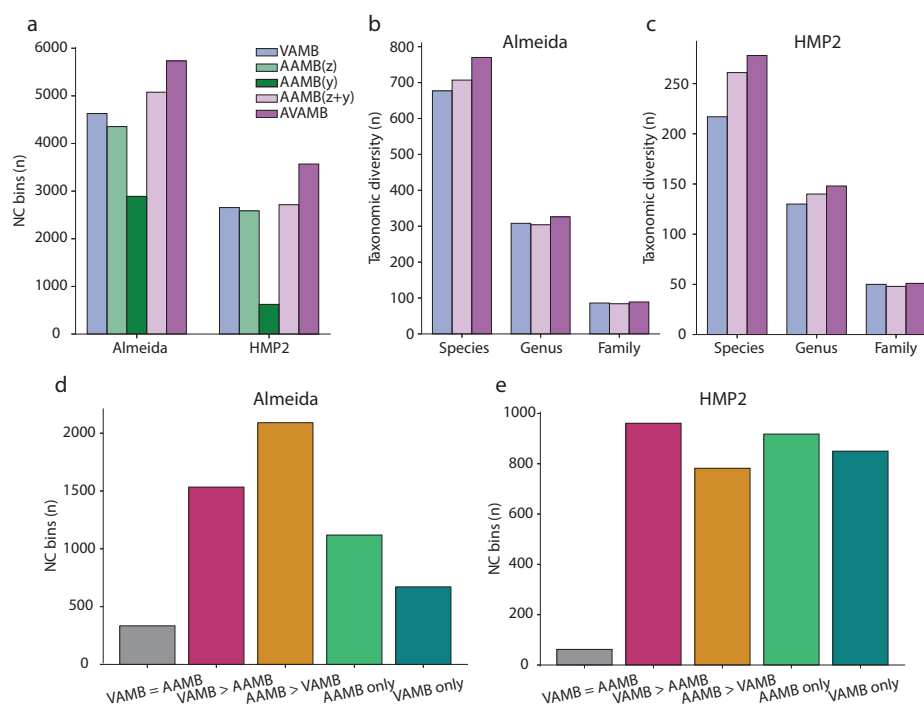 a
NC bins (n)
6000
5000
4000
3000
2000
1000
0
Almeida
HMP2
VAMB
AAMB(z)
AAMB(y)
AAMB(z+y)
AVAMB
b
Almeida
Taxonomic diversity (n)
800
700
600
500
400
300
200
100
0
Species
Genus
Family
c
HMP2
Taxonomic diversity (n)
250
200
150
100
50
0
Species
Genus
Family
d
Almeida
NC bins (n)
2000
1500
1000
500
0
VAMB = AAMB
VAMB > AAMB
AAMB > VAMB
AAMB only
VAMB only
e
HMP2
NC bins (n)
1000
800
600
400
200
0
VAMB = AAMB
VAMB > AAMB
AAMB > VAMB
AAMB only
VAMB only